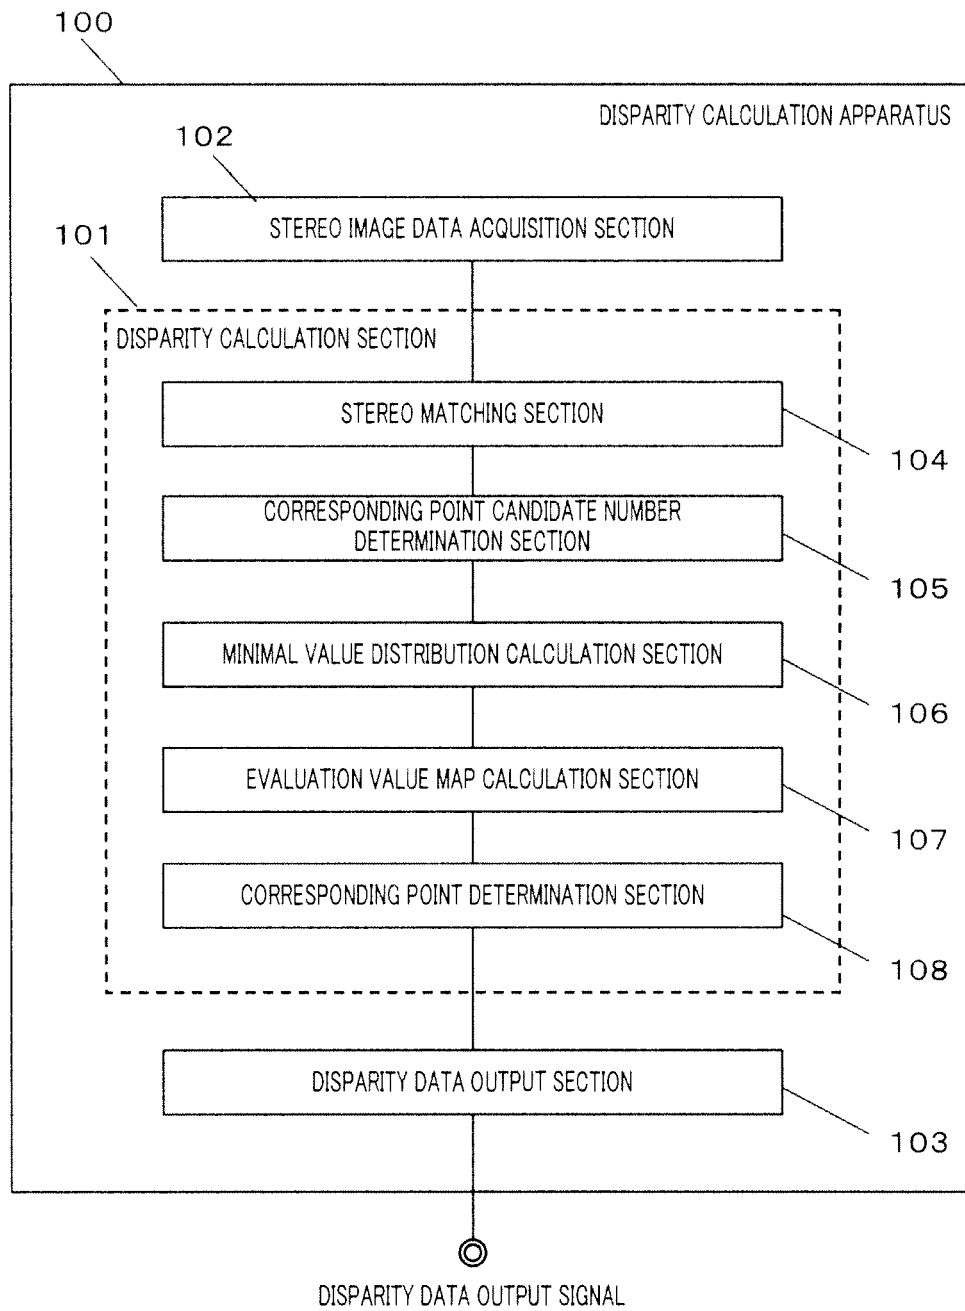 100
DISPARITY CALCULATION APPARATUS
102
STEREO IMAGE DATA ACQUISITION SECTION
101
DISPARITY CALCULATION SECTION
STEREO MATCHING SECTION
104
CORRESPONDING POINT CANDIDATE NUMBER
DETERMINATION SECTION
105
MINIMAL VALUE DISTRIBUTION CALCULATION SECTION
106
EVALUATION VALUE MAP CALCULATION SECTION
107
CORRESPONDING POINT DETERMINATION SECTION
108
DISPARITY DATA OUTPUT SECTION
103
DISPARITY DATA OUTPUT SIGNAL